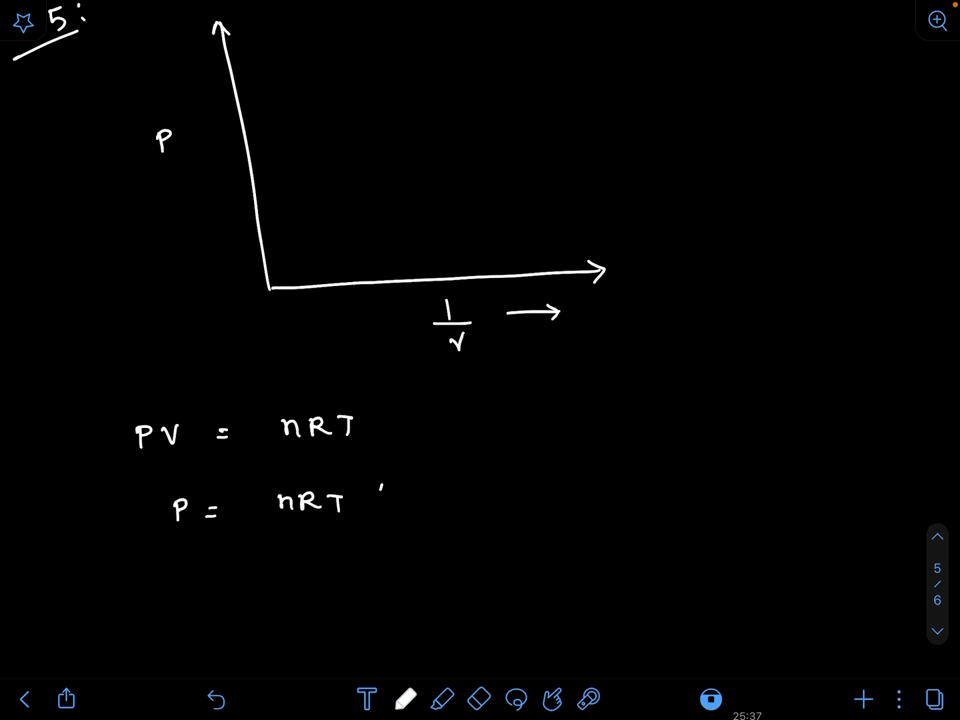 5:
P
1/V →
PV = nRT
P = nRT
5
/
6
25:37